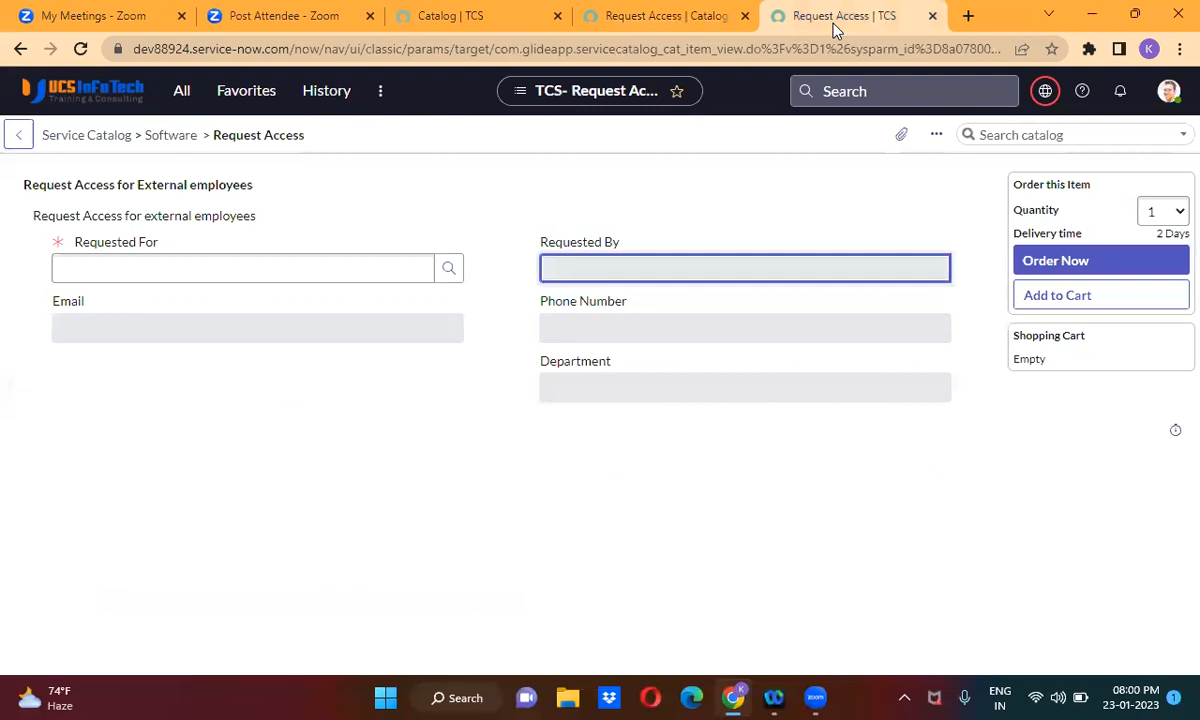 My Meetings - Zoom
Post Attendee - Zoom
Catalog | TCS
Request Access | Catalog
Request Access | TCS
dev88924.service-now.com/now/nav/ui/classic/params/target/com.glideapp.servicecatalog_cat_item_view.do%3Fv%3D1%26sysparm_id%3D8a07800...
K
UCS InFoTech
Training & Consulting
All
Favorites
History
TCS- Request Ac...
Search
Service Catalog > Software > Request Access
Search catalog
Request Access for External employees
Request Access for external employees
Requested For
Requested By
Email
Phone Number
Department
Order this Item
Quantity
1
Delivery time
2 Days
Order Now
Add to Cart
Shopping Cart
Empty
74°F
Haze
Search
K
ENG
IN
08:00 PM
23-01-2023
1